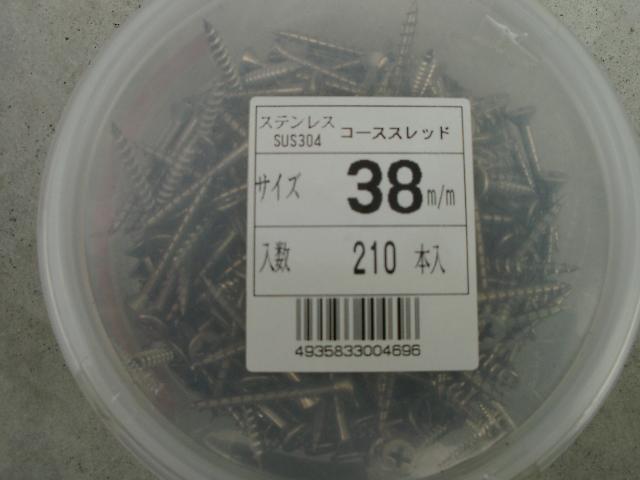 ステンレス コーススレッド
SUS304
サイズ 38m/m
入数 210 本入
4935833004696